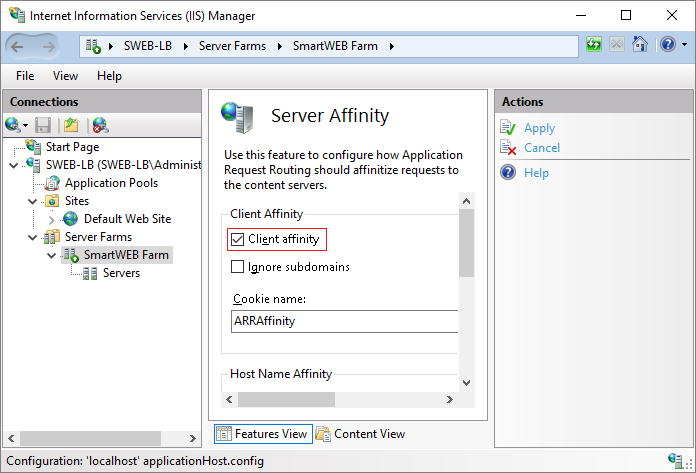 Internet Information Services (IIS) Manager
SWEB-LB Server Farms SmartWEB Farm
File View Help
Connections
Start Page
SWEB-LB (SWEB-LB\Administ
Application Pools
Sites
Default Web Site
Server Farms
SmartWEB Farm
Servers
Server Affinity
Use this feature to configure how Application
Request Routing should affinitize requests to
the content servers.
Client Affinity
Client affinity
Ignore subdomains
Cookie name:
ARRAffinity
Host Name Affinity
Features View Content View
Actions
Apply
Cancel
Help
Configuration: 'localhost' applicationHost.config